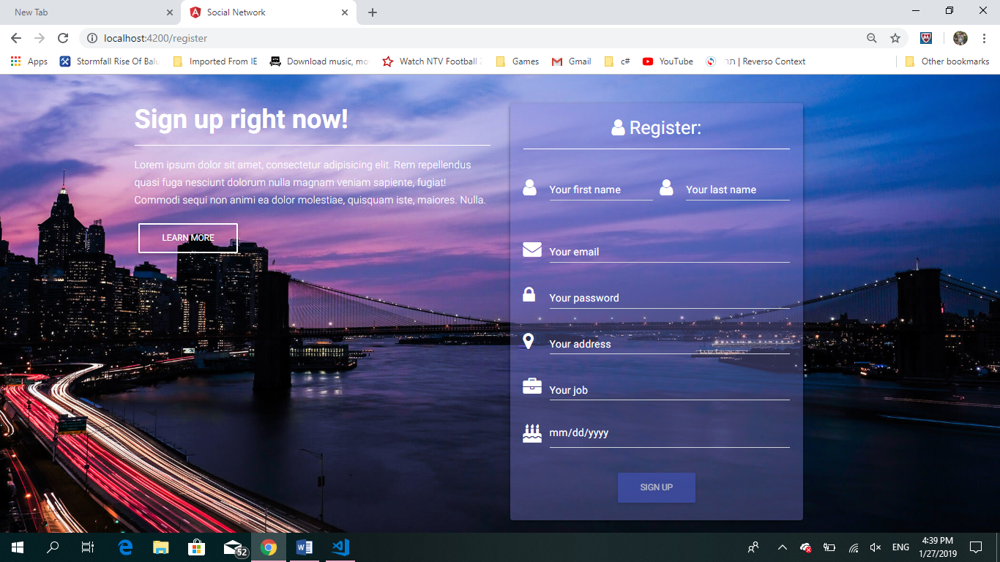 New Tab
Social Network
localhost:4200/register
Apps
Stormfall Rise Of Balu
Imported From IE
Download music, mo
Watch NTV Football 2
Games
Gmail
c#
YouTube
תר | Reverso Context
Other bookmarks
Sign up right now!
Lorem ipsum dolor sit amet, consectetur adipisicing elit. Rem repellendus
quasi fuga nesciunt dolorum nulla magnam veniam sapiente, fugiat!
Commodi sequi non animi ea dolor molestiae, quisquam iste, maiores. Nulla.
LEARN MORE
Register:
Your first name
Your last name
Your email
Your password
Your address
Your job
mm/dd/yyyy
SIGN UP
52
ENG
4:39 PM
1/27/2019